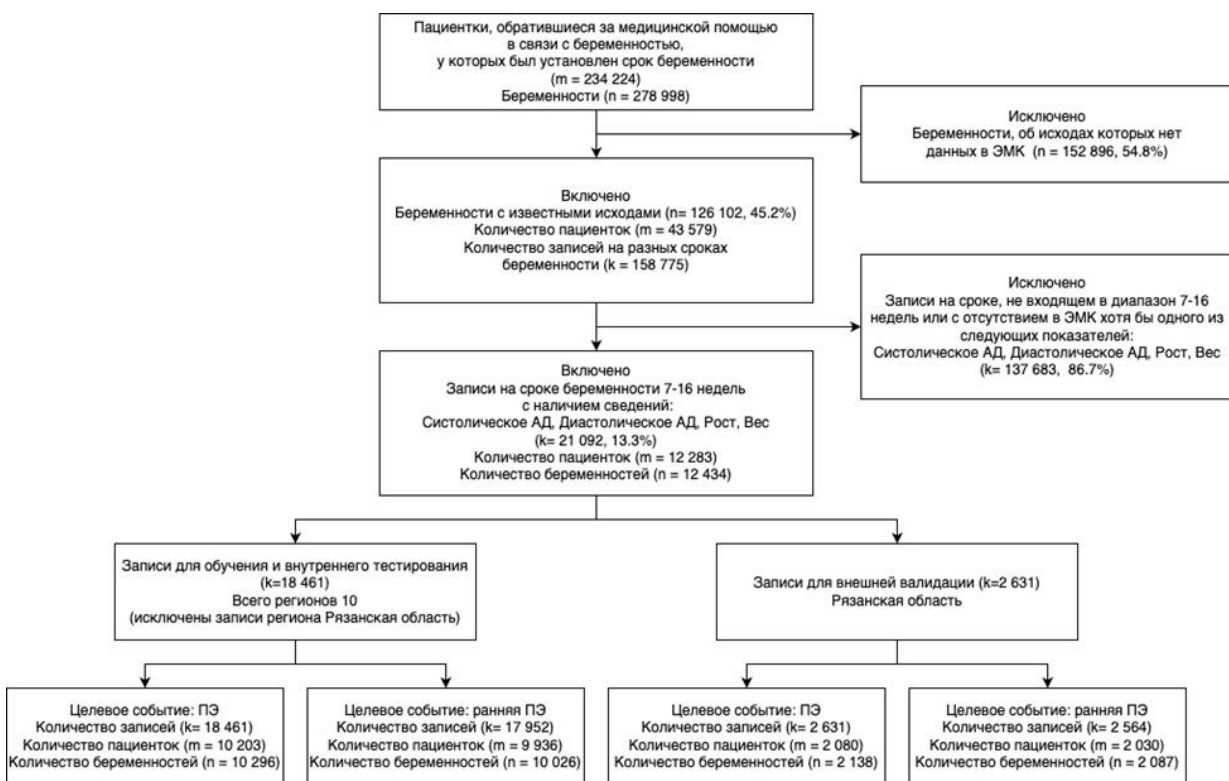 Пациентки, обратившиеся за медицинской помощью
в связи с беременностью,
у которых был установлен срок беременности
(m = 234 224)
Беременности (n = 278 998)
Исключено
Беременности, об исходах которых нет
данных в ЭМК (n = 152 896, 54.8%)
Включено
Беременности с известными исходами (n= 126 102, 45.2%)
Количество пациенток (m = 43 579)
Количество записей на разных сроках
беременности (k = 158 775)
Исключено
Записи на сроке, не входящем в диапазон 7-16
недель или с отсутствием в ЭМК хотя бы одного из
следующих показателей:
Систолическое АД, Диастолическое АД, Рост, Вес
(k= 137 683, 86.7%)
Включено
Записи на сроке беременности 7-16 недель
с наличием сведений:
Систолическое АД, Диастолическое АД, Рост, Вес
(k= 21 092, 13.3%)
Количество пациенток (m = 12 283)
Количество беременностей (n = 12 434)
Записи для обучения и внутреннего тестирования
(k=18 461)
Всего регионов 10
(исключены записи региона Рязанская область)
Записи для внешней валидации (k=2 631)
Рязанская область
Целевое событие: ПЭ
Количество записей (k= 18 461)
Количество пациенток (m = 10 203)
Количество беременностей (n = 10 296)
Целевое событие: ранняя ПЭ
Количество записей (k= 17 952)
Количество пациенток (m = 9 936)
Количество беременностей (n = 10 026)
Целевое событие: ПЭ
Количество записей (k = 2 631)
Количество пациенток (m = 2 080)
Количество беременностей (n = 2 138)
Целевое событие: ранняя ПЭ
Количество записей (k = 2 564)
Количество пациенток (m = 2 030)
Количество беременностей (n = 2 087)